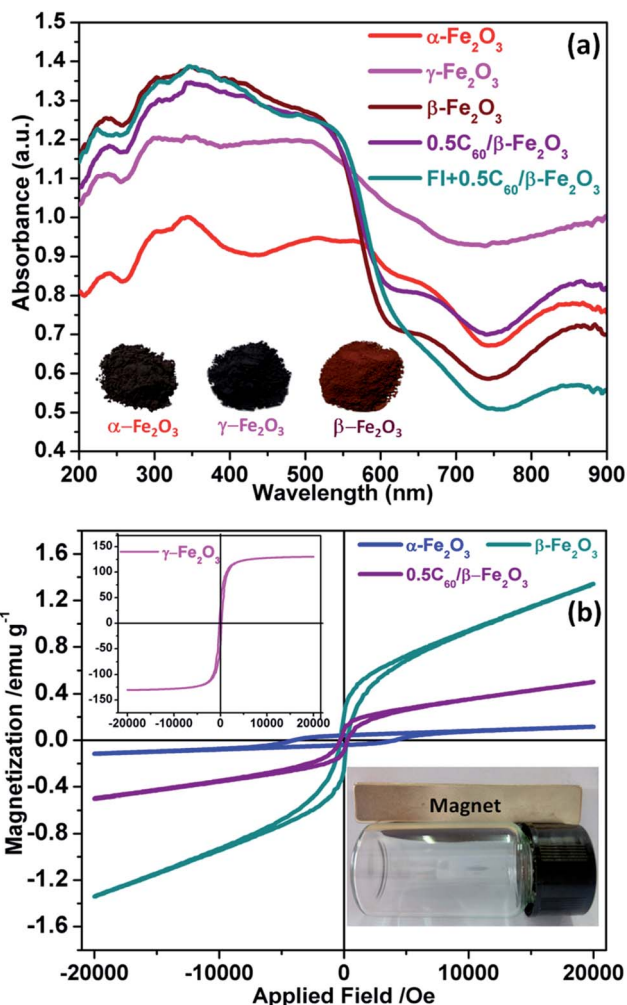 (a)
α-Fe₂O₃
γ-Fe₂O₃
β-Fe₂O₃
0.5C₆₀/β-Fe₂O₃
FI+0.5C₆₀/β-Fe₂O₃
Absorbance (a.u.)
1.5
1.4
1.3
1.2
1.1
1.0
0.9
0.8
0.7
0.6
0.5
0.4
α–Fe₂O₃ γ–Fe₂O₃ β–Fe₂O₃
200 300 400 500 600 700 800 900
Wavelength (nm)
(b)
α-Fe₂O₃ β-Fe₂O₃
0.5C₆₀/β–Fe₂O₃
γ–Fe₂O₃
150
100
50
0
-50
-100
-150
-20000 -10000 0 10000 20000
Magnetization /emu g⁻¹
1.6
1.2
0.8
0.4
0.0
-0.4
-0.8
-1.2
-1.6
Magnet
-20000 -10000 0 10000 20000
Applied Field /Oe